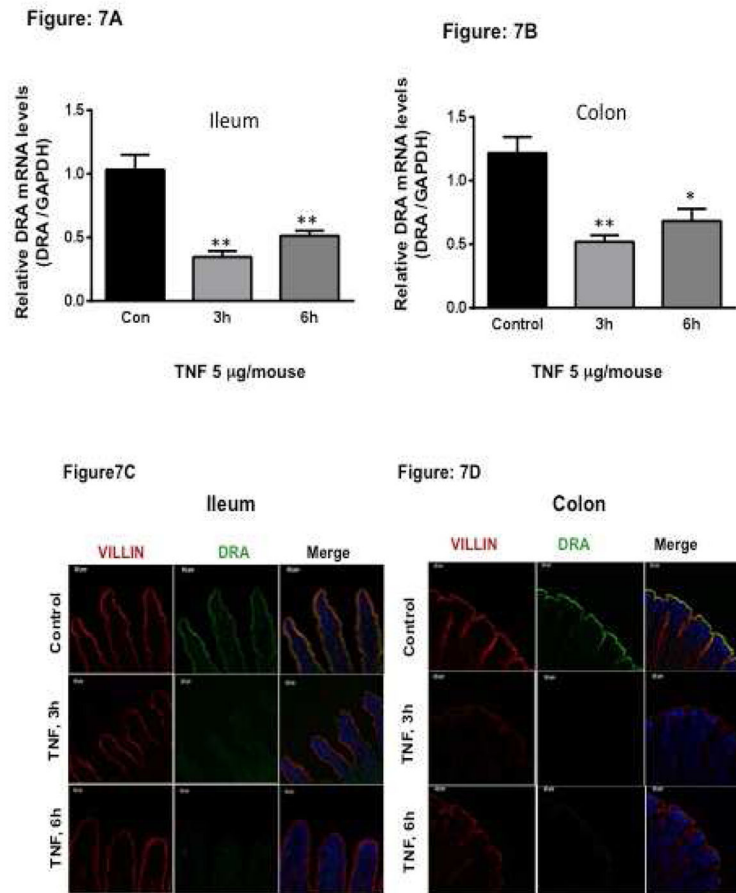 Figure: 7A
Relative DRA mRNA levels
(DRA /GAPDH)
1.5
1.0
0.5
0.0
Ileum
**
**
Con 3h 6h
TNF 5 μg/mouse
Figure: 7B
Relative DRA mRNA levels
(DRA /GAPDH)
1.5
1.0
0.5
0.0
Colon
**
*
Control 3h 6h
TNF 5 μg/mouse
Figure7C
Ileum
VILLIN DRA Merge
Control
TNF, 3h
TNF, 6h
Figure: 7D
Colon
VILLIN DRA Merge
Control
TNF, 3h
TNF, 6h